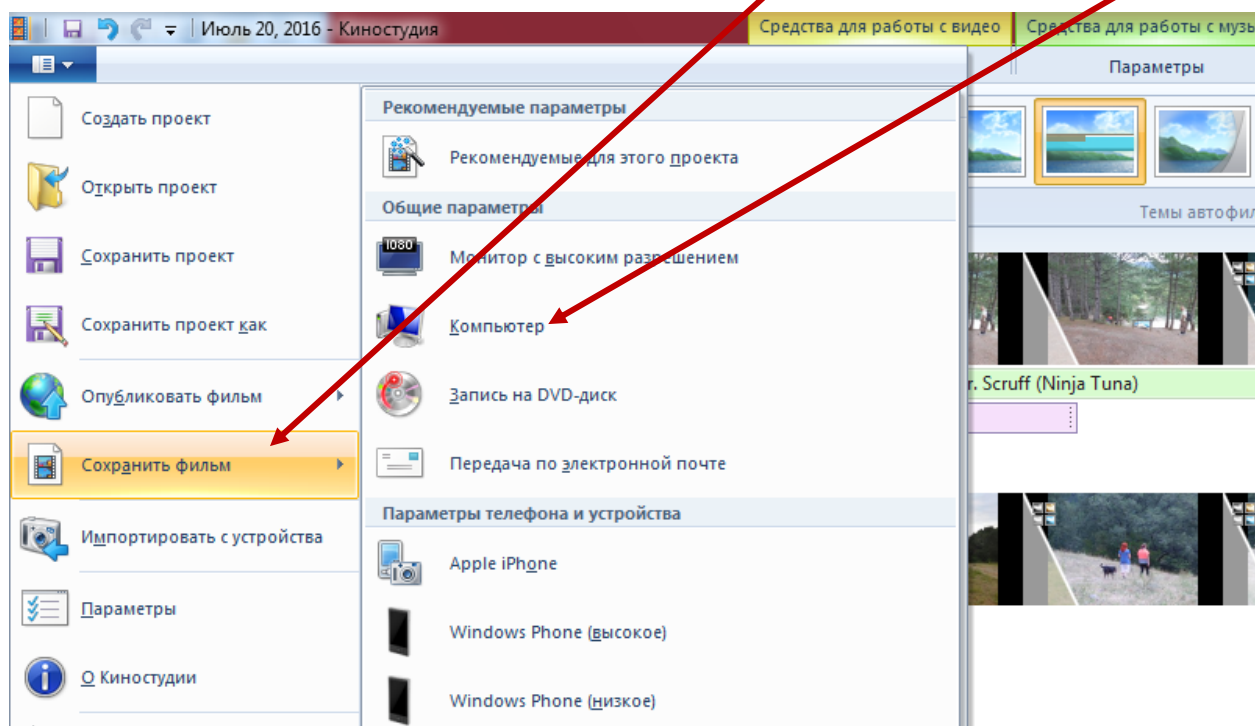 Июль 20, 2016 - Киностудия
Средства для работы с видео
Средства для работы с музы
Параметры
Создать проект
Открыть проект
Сохранить проект
Сохранить проект как
Опубликовать фильм
Сохранить фильм
Импортировать с устройства
Параметры
О Киностудии
Рекомендуемые параметры
Рекомендуемые для этого проекта
Общие параметры
1080
Монитор с высоким разрешением
Компьютер
Запись на DVD-диск
Передача по электронной почте
Параметры телефона и устройства
Apple iPhone
Windows Phone (высокое)
Windows Phone (низкое)
Темы автофил
r. Scruff (Ninja Tuna)